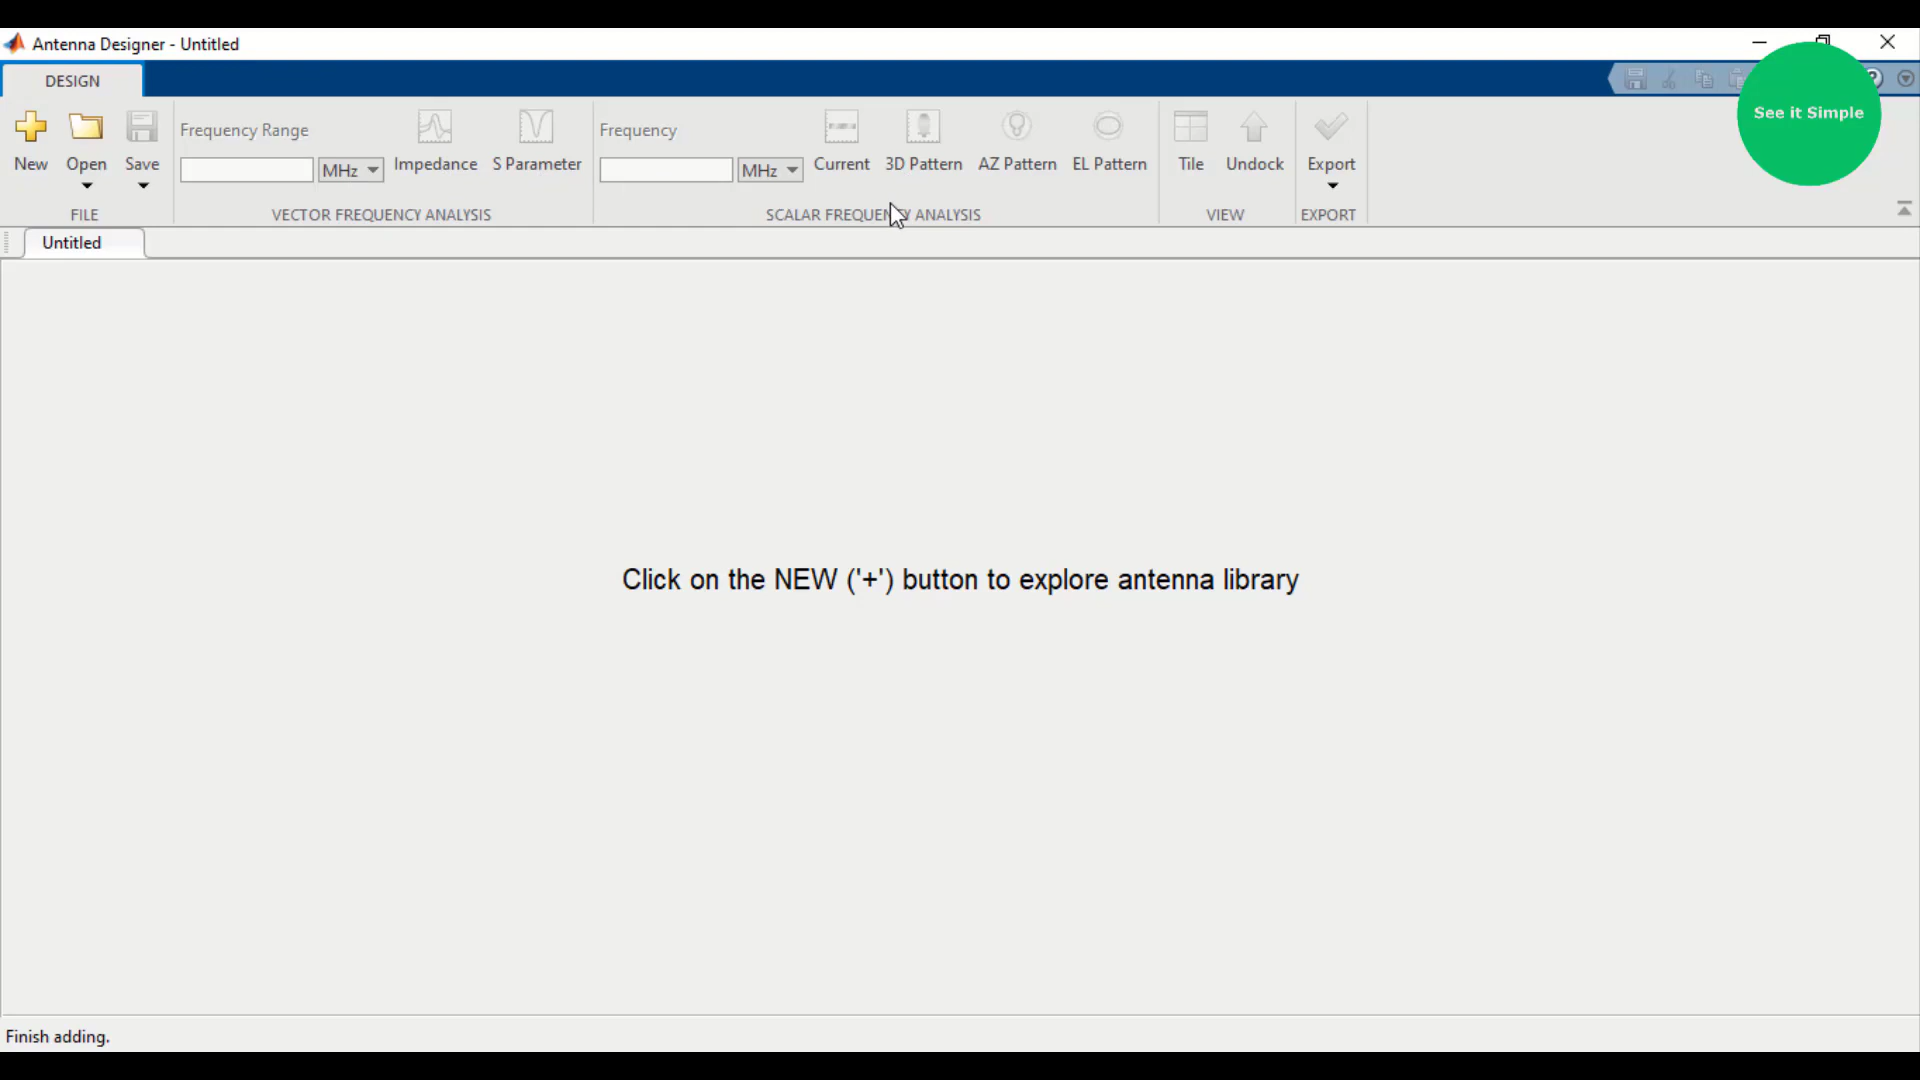 Antenna Designer - Untitled
DESIGN
See it Simple
New
Open
Save
Frequency Range
MHz
Impedance
S Parameter
Frequency
MHz
Current
3D Pattern
AZ Pattern
EL Pattern
Tile
Undock
Export
FILE
VECTOR FREQUENCY ANALYSIS
SCALAR FREQUENCY ANALYSIS
VIEW
EXPORT
Untitled
Click on the NEW ('+') button to explore antenna library
Finish adding.